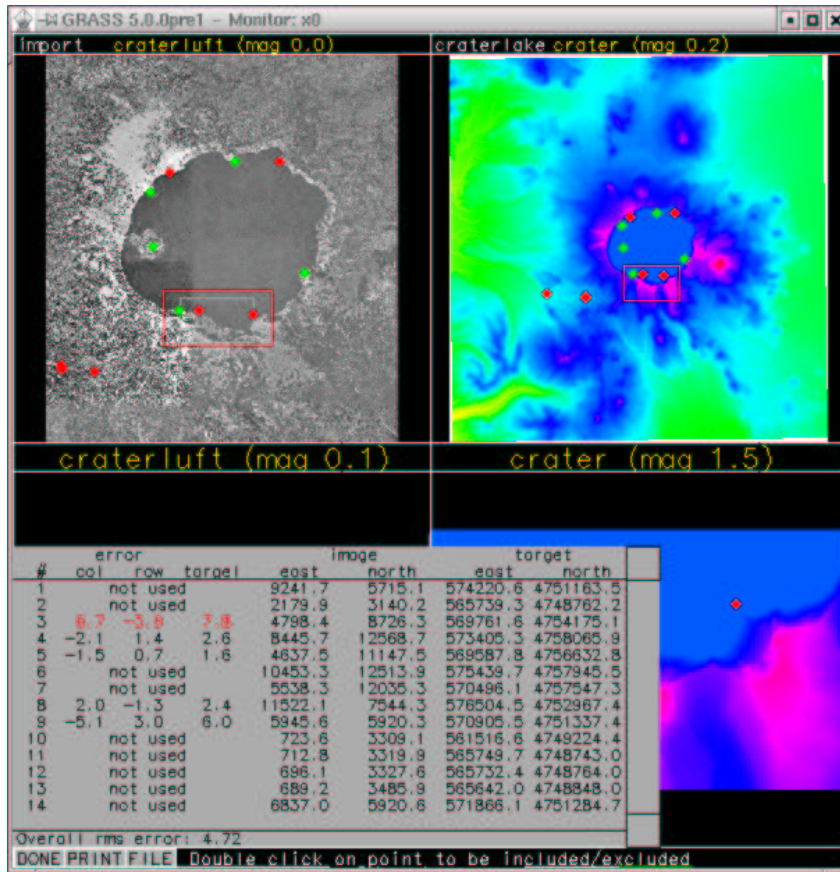 GRASS 5.0.0pre1 - Monitor: x0
import craterluft (mag 0.0) craterlake crater (mag 0.2)
craterluft (mag 0.1) crater (mag 1.5)
error image target
# col row target east north east north
1 not used 9241.7 5715.1 574220.6 4751163.5
2 not used 2179.9 3140.2 565739.3 4748762.2
3 6.7 -3.8 7.8 4798.4 8726.3 569761.6 4754175.1
4 -2.1 1.4 2.6 8445.7 12568.7 573405.3 4758065.9
5 -1.5 0.7 1.6 4637.5 11147.5 569587.8 4756632.8
6 not used 10453.3 12513.9 575439.7 4757945.5
7 not used 5538.3 12035.3 570496.1 4757547.3
8 2.0 -1.3 2.4 11522.1 7544.3 576504.5 4752967.4
9 -5.1 3.0 6.0 5945.6 5920.3 570905.5 4751337.4
10 not used 723.6 3309.1 561516.6 4749224.4
11 not used 712.8 3319.9 565749.7 4748743.0
12 not used 696.1 3327.6 565732.4 4748764.0
13 not used 689.2 3485.9 565642.0 4748848.0
14 not used 6837.0 5920.6 571866.1 4751284.7
Overall rms error: 4.72
DONE PRINT FILE Double click on point to be included/excluded